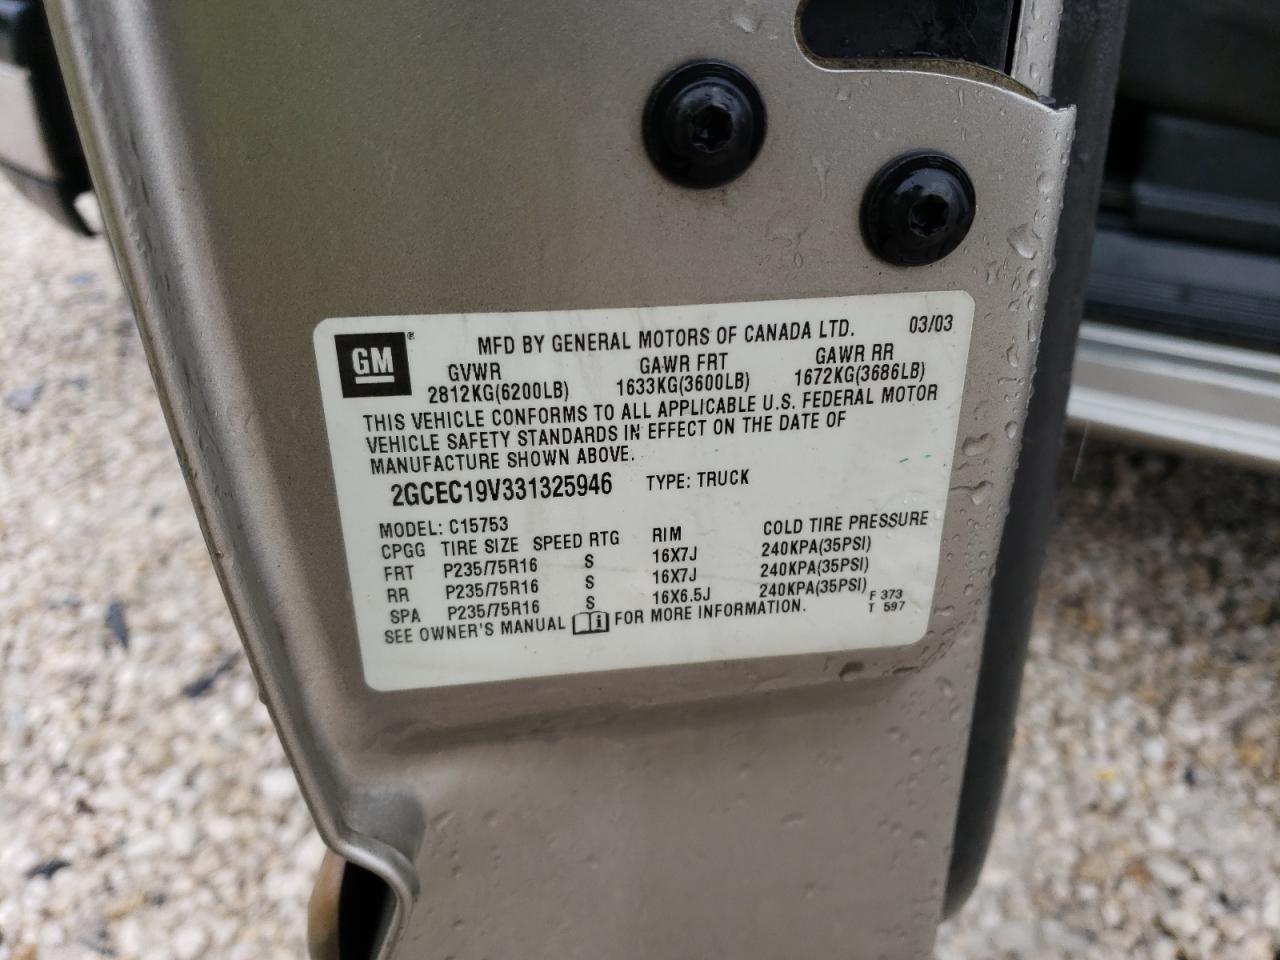 GM® MFD BY GENERAL MOTORS OF CANADA LTD. 03/03
GVWR GAWR FRT GAWR RR
2812KG(6200LB) 1633KG(3600LB) 1672KG(3686LB)
THIS VEHICLE CONFORMS TO ALL APPLICABLE U.S. FEDERAL MOTOR
VEHICLE SAFETY STANDARDS IN EFFECT ON THE DATE OF
MANUFACTURE SHOWN ABOVE.
2GCEC19V331325946 TYPE: TRUCK
MODEL: C15753
CPGG TIRE SIZE SPEED RTG RIM COLD TIRE PRESSURE
FRT P235/75R16 S 16X7J 240KPA(35PSI)
RR P235/75R16 S 16X7J 240KPA(35PSI)
SPA P235/75R16 S 16X6.5J 240KPA(35PSI) F 373
SEE OWNER'S MANUAL i FOR MORE INFORMATION. T 597